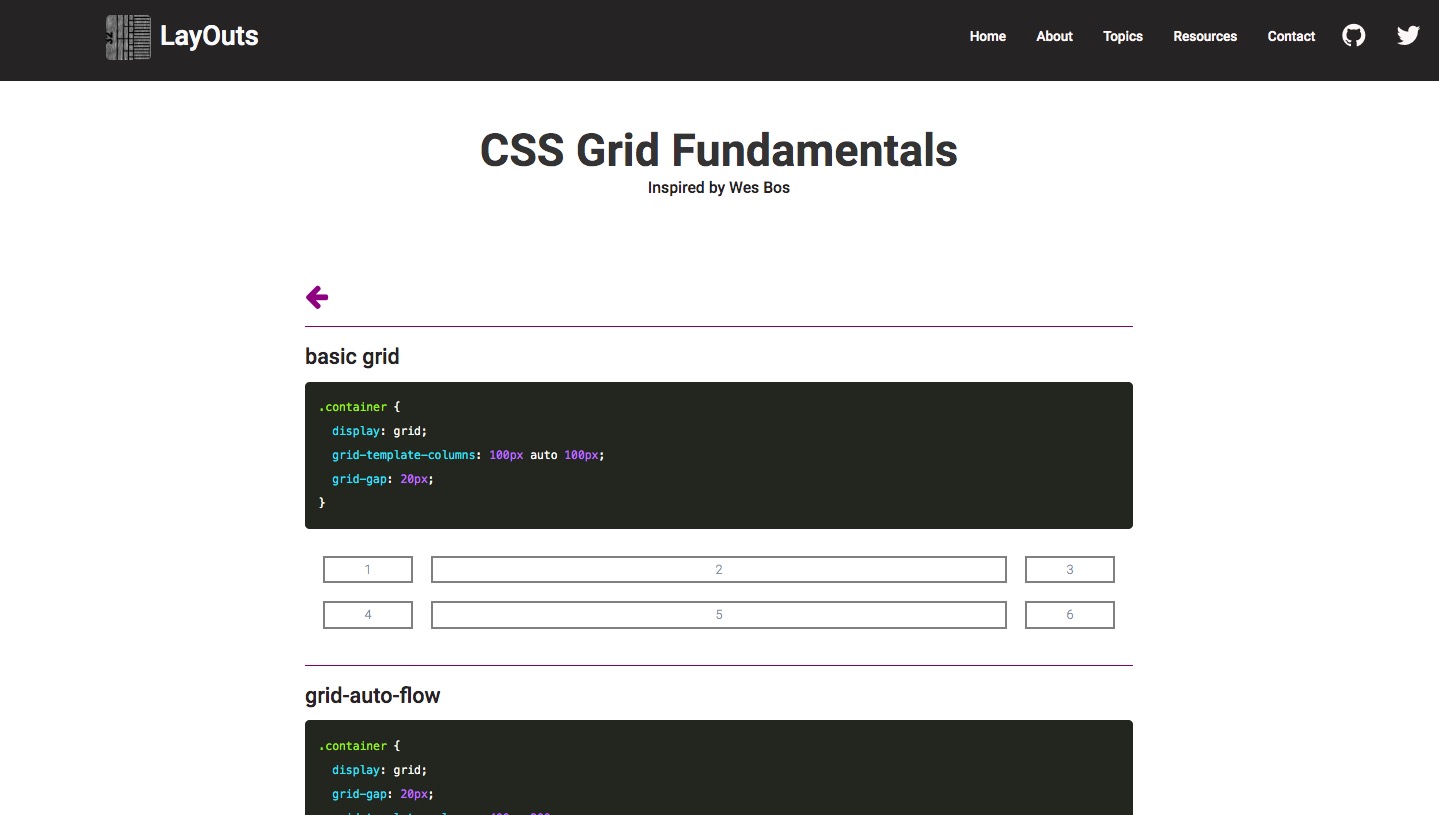 LayOuts
Home About Topics Resources Contact
CSS Grid Fundamentals
Inspired by Wes Bos
basic grid
.container {
  display: grid;
  grid-template-columns: 100px auto 100px;
  grid-gap: 20px;
}
1 2 3
4 5 6
grid-auto-flow
.container {
  display: grid;
  grid-gap: 20px;